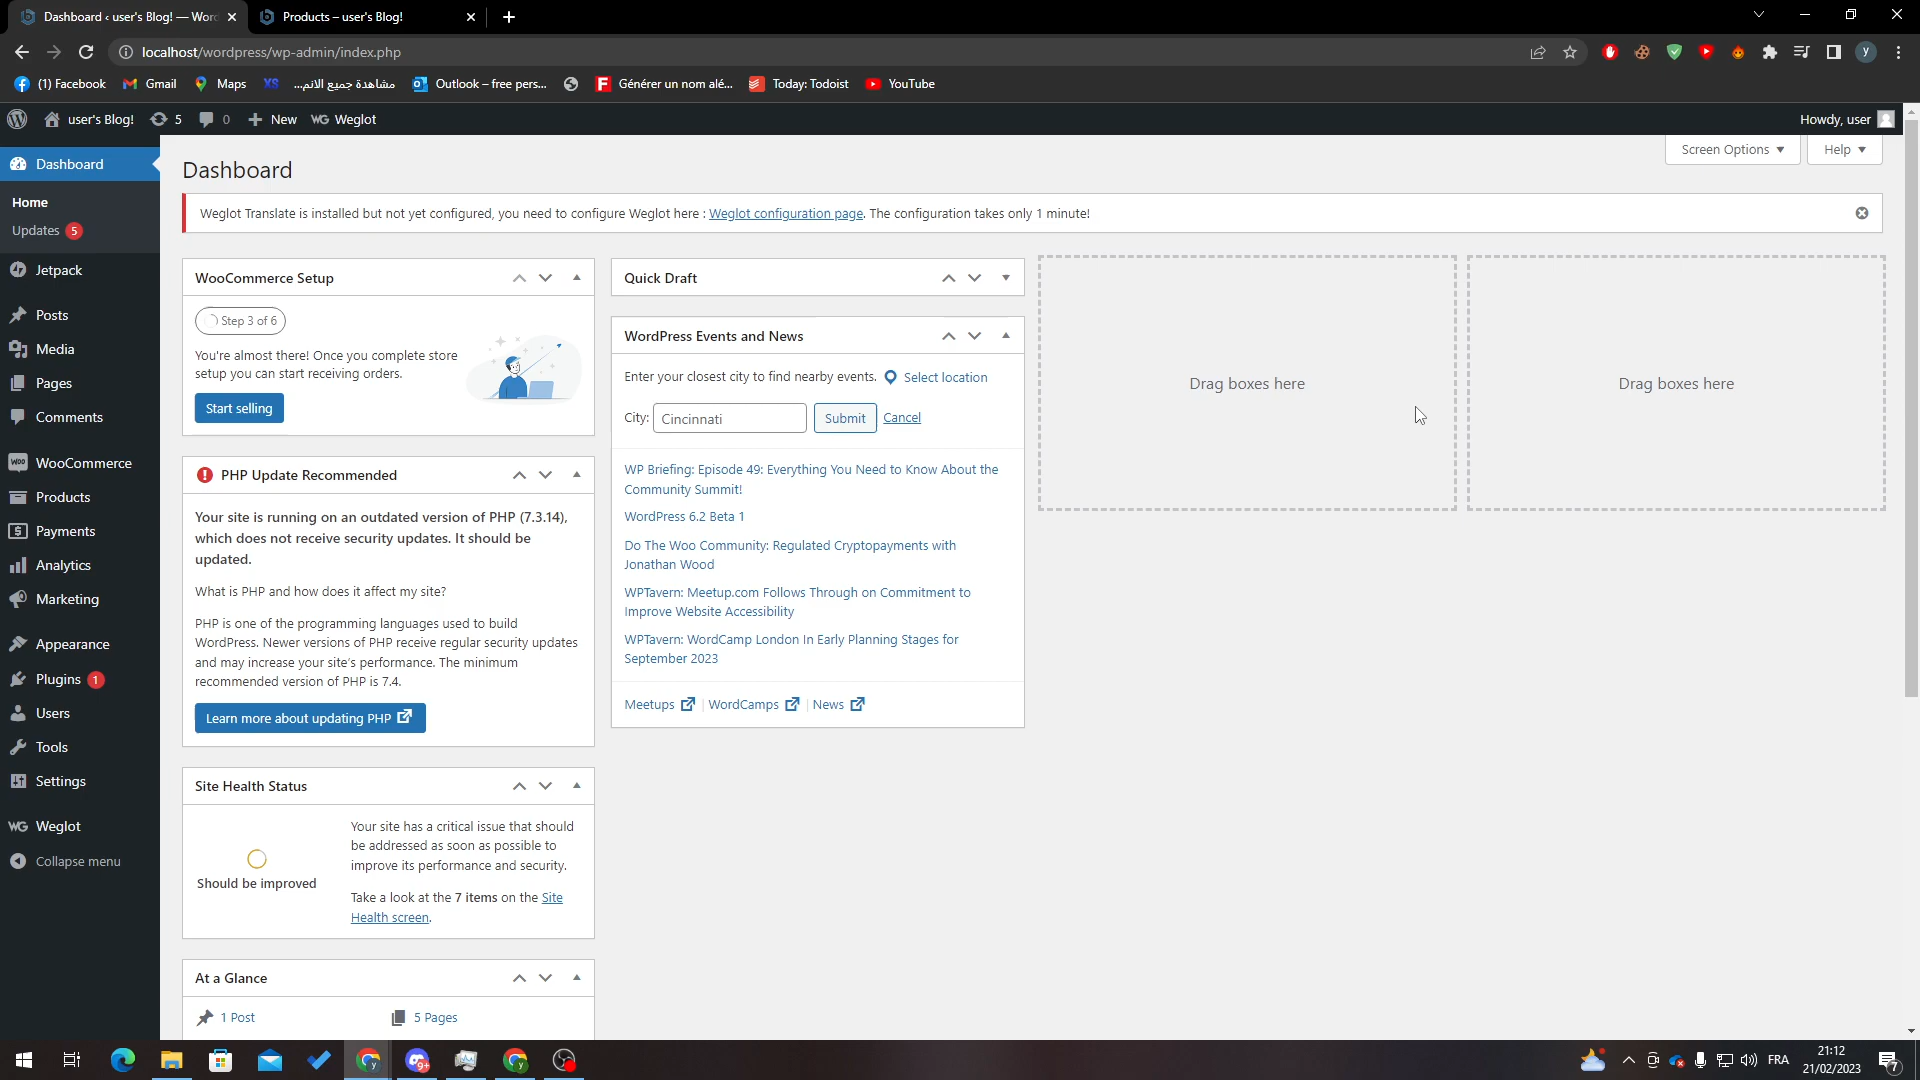 Dashboard ‹ user's Blog! — Wor
Products – user's Blog!
localhost/wordpress/wp-admin/index.php
(1) Facebook
Gmail
Maps
XS
مشاهدة جميع الانم...
Outlook – free pers...
Générer un nom alé...
Today: Todoist
YouTube
user's Blog!
5
0
New
WG Weglot
Howdy, user
Screen Options
Help
Dashboard
Home
Updates 5
Jetpack
Posts
Media
Pages
Comments
WooCommerce
Products
Payments
Analytics
Marketing
Appearance
Plugins 1
Users
Tools
Settings
WG Weglot
Collapse menu
Dashboard
Weglot Translate is installed but not yet configured, you need to configure Weglot here : Weglot configuration page. The configuration takes only 1 minute!
WooCommerce Setup
Step 3 of 6
You're almost there! Once you complete store
setup you can start receiving orders.
Start selling
PHP Update Recommended
Your site is running on an outdated version of PHP (7.3.14),
which does not receive security updates. It should be
updated.
What is PHP and how does it affect my site?
PHP is one of the programming languages used to build
WordPress. Newer versions of PHP receive regular security updates
and may increase your site's performance. The minimum
recommended version of PHP is 7.4.
Learn more about updating PHP
Site Health Status
Should be improved
Your site has a critical issue that should
be addressed as soon as possible to
improve its performance and security.
Take a look at the 7 items on the Site
Health screen.
At a Glance
1 Post
5 Pages
Quick Draft
WordPress Events and News
Enter your closest city to find nearby events.
Select location
City:
Cincinnati
Submit
Cancel
WP Briefing: Episode 49: Everything You Need to Know About the
Community Summit!
WordPress 6.2 Beta 1
Do The Woo Community: Regulated Cryptopayments with
Jonathan Wood
WPTavern: Meetup.com Follows Through on Commitment to
Improve Website Accessibility
WPTavern: WordCamp London In Early Planning Stages for
September 2023
Meetups | WordCamps | News
Drag boxes here
Drag boxes here
9+
FRA
21:12
21/02/2023
7